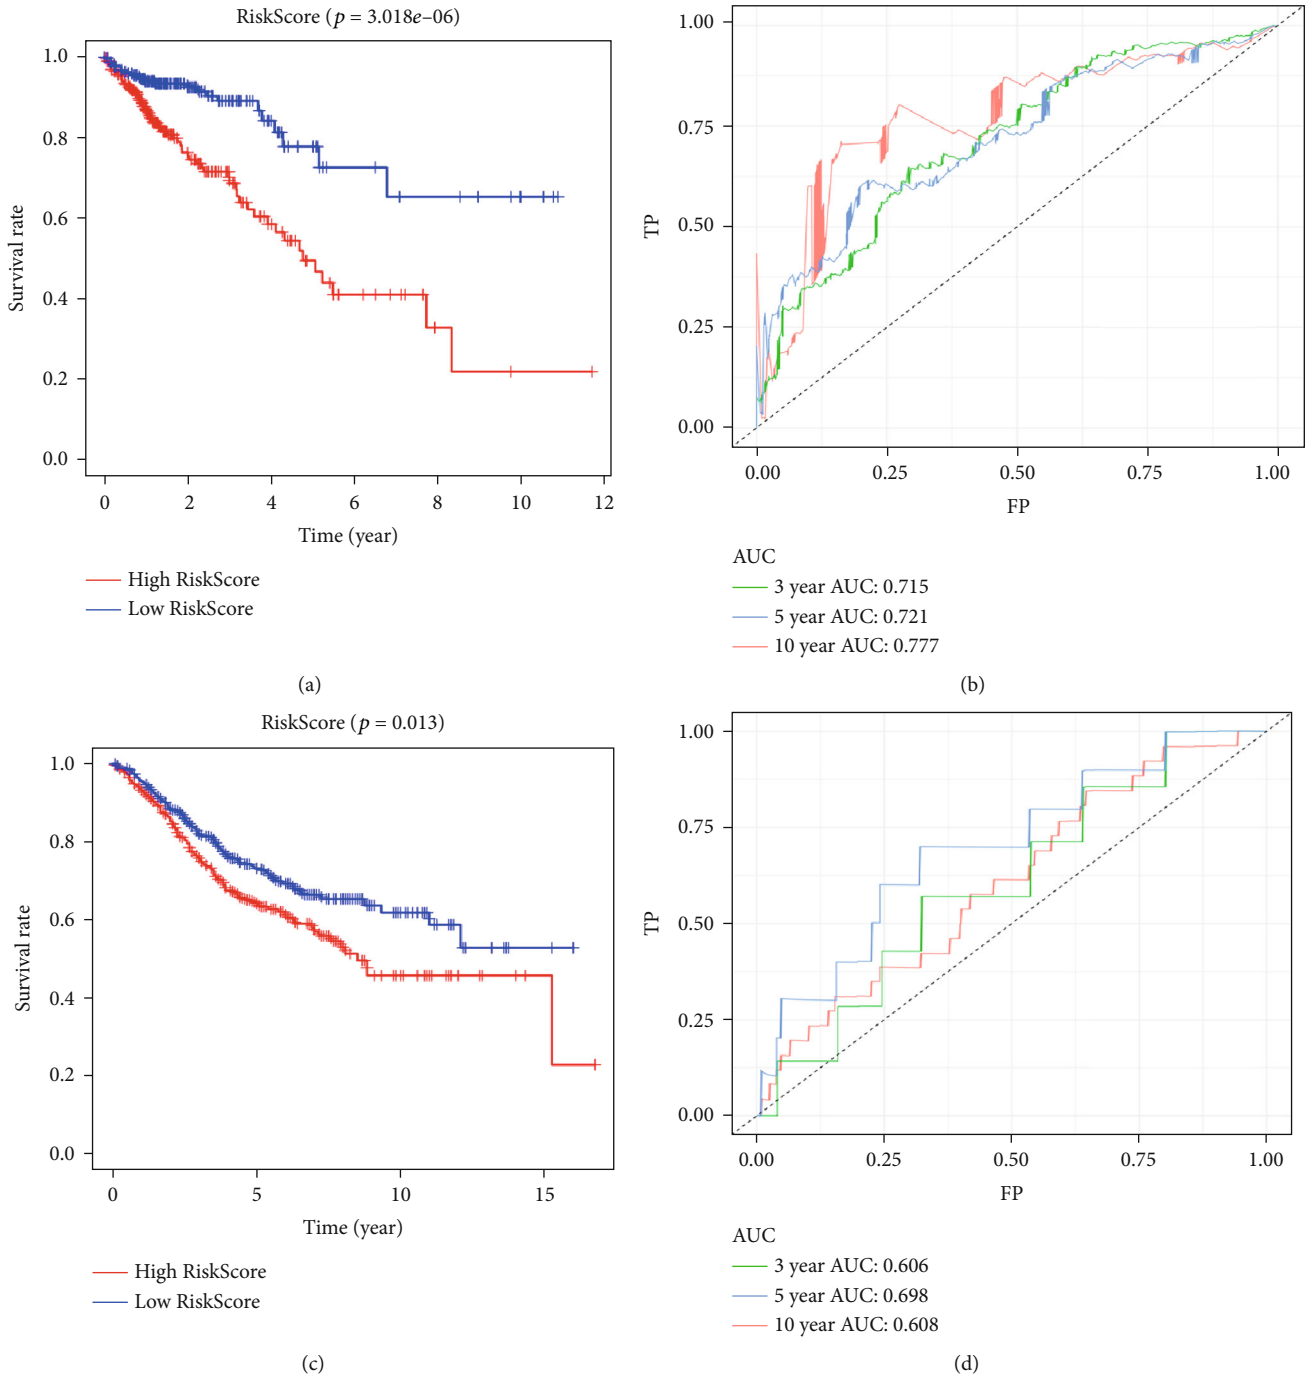 RiskScore (p = 3.018e–06)
1.0
0.8
0.6
0.4
0.2
0.0
Survival rate
0 2 4 6 8 10 12
Time (year)
High RiskScore
Low RiskScore
(a)
1.00
0.75
0.50
0.25
0.00
TP
0.00 0.25 0.50 0.75 1.00
FP
AUC
3 year AUC: 0.715
5 year AUC: 0.721
10 year AUC: 0.777
(b)
RiskScore (p = 0.013)
1.0
0.8
0.6
0.4
0.2
0.0
Survival rate
0 5 10 15
Time (year)
High RiskScore
Low RiskScore
(c)
1.00
0.75
0.50
0.25
0.00
TP
0.00 0.25 0.50 0.75 1.00
FP
AUC
3 year AUC: 0.606
5 year AUC: 0.698
10 year AUC: 0.608
(d)